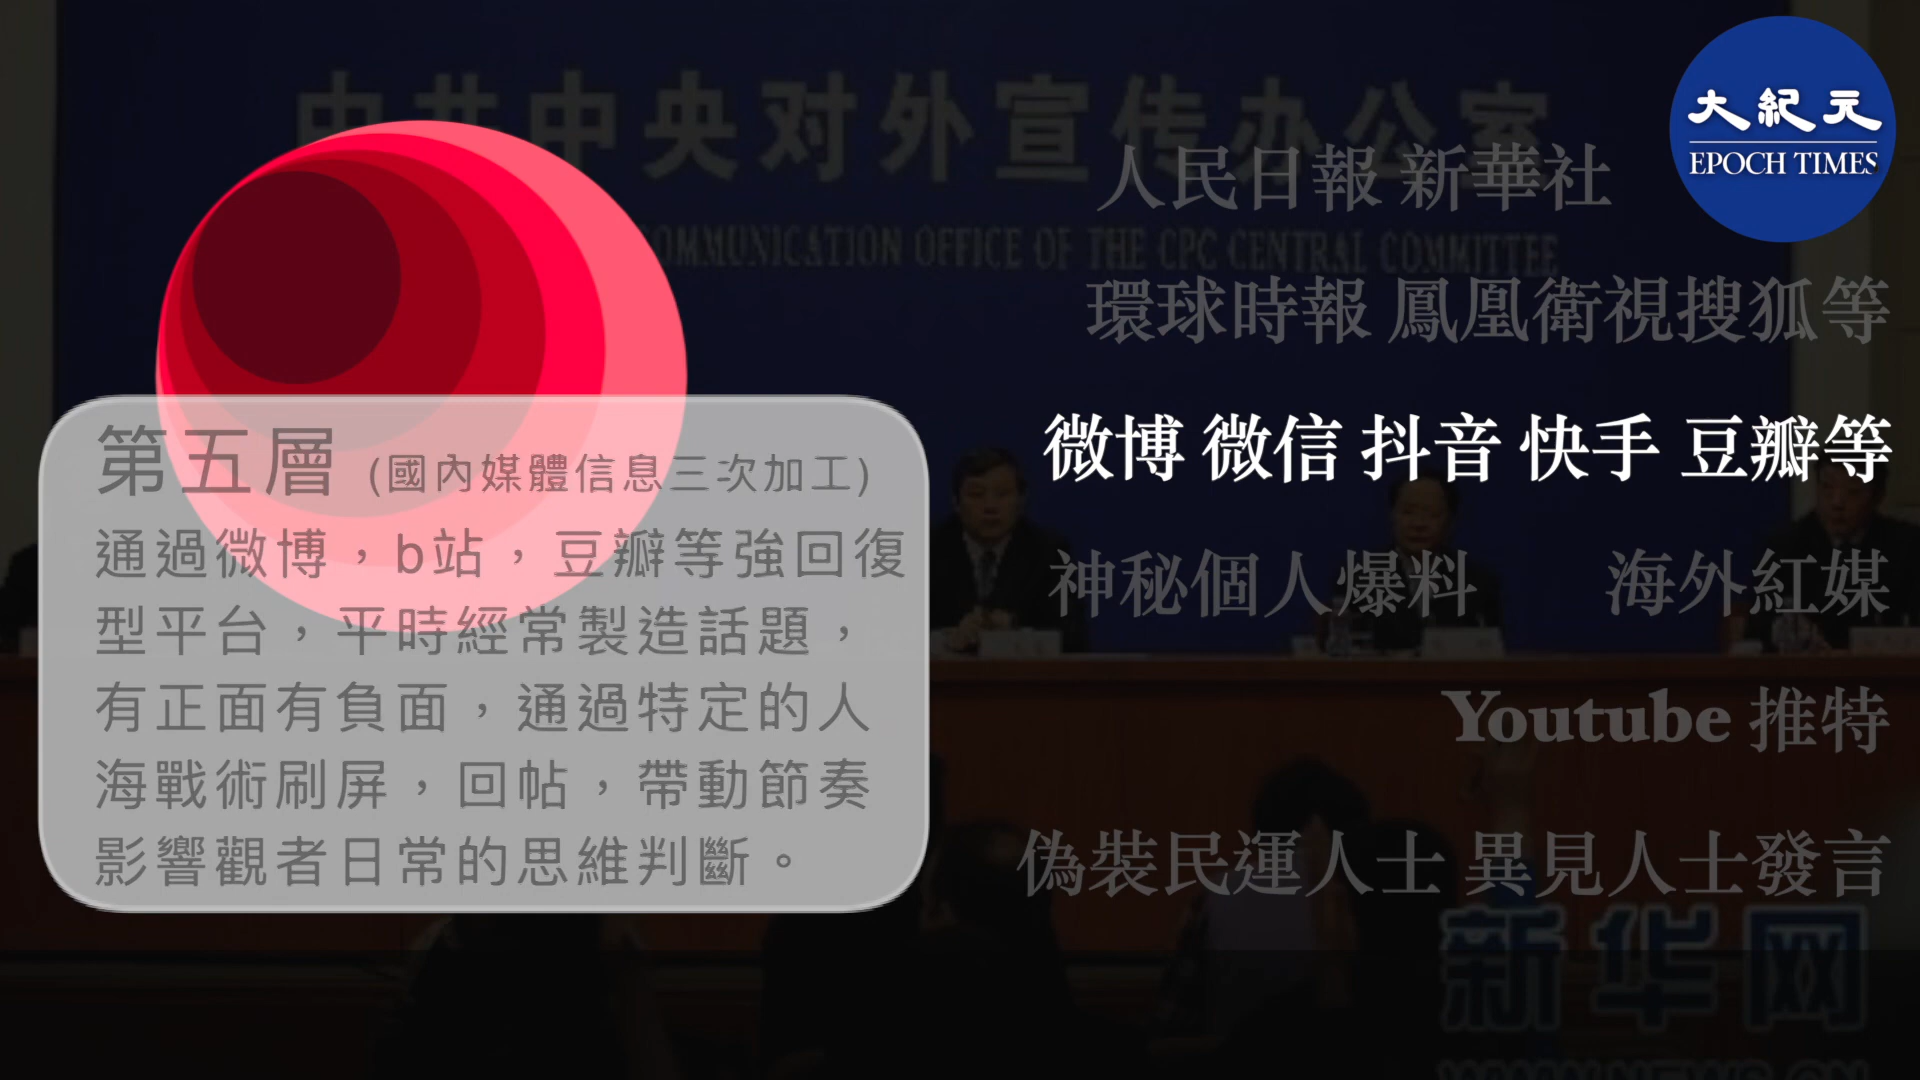 中共中央对外宣传办公室
COMMUNICATION OFFICE OF THE CPC CENTRAL COMMITTEE
大紀元
EPOCH TIMES
人民日報 新華社
環球時報 鳳凰衛視搜狐等
微博 微信 抖音 快手 豆瓣等
神秘個人爆料 海外紅媒
Youtube 推特
偽裝民運人士 異見人士發言
第五層 (國內媒體信息三次加工)
通過微博，b站，豆瓣等強回復
型平台，平時經常製造話題，
有正面有負面，通過特定的人
海戰術刷屏，回帖，帶動節奏
影響觀者日常的思維判斷。
新华网